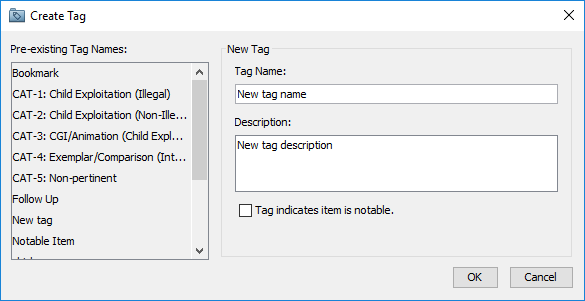 Create Tag
Pre-existing Tag Names:
Bookmark
CAT-1: Child Exploitation (Illegal)
CAT-2: Child Exploitation (Non-Ille...
CAT-3: CGI/Animation (Child Expl...
CAT-4: Exemplar/Comparison (Int...
CAT-5: Non-pertinent
Follow Up
New tag
Notable Item
New Tag
Tag Name:
New tag name
Description:
New tag description
Tag indicates item is notable.
OK
Cancel